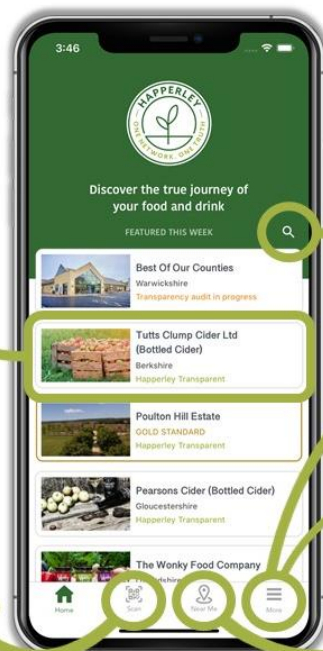 3:46
HAPPERLEY
ONE NETWORK. ONE TRUTH
Discover the true journey of
your food and drink
FEATURED THIS WEEK
Best Of Our Counties
Warwickshire
Transparency audit in progress
Tutts Clump Cider Ltd
(Bottled Cider)
Berkshire
Happerley Transparent
Poulton Hill Estate
GOLD STANDARD
Happerley Transparent
Pearsons Cider (Bottled Cider)
Gloucestershire
Happerley Transparent
The Wonky Food Company
Home
Scan
Near Me
More